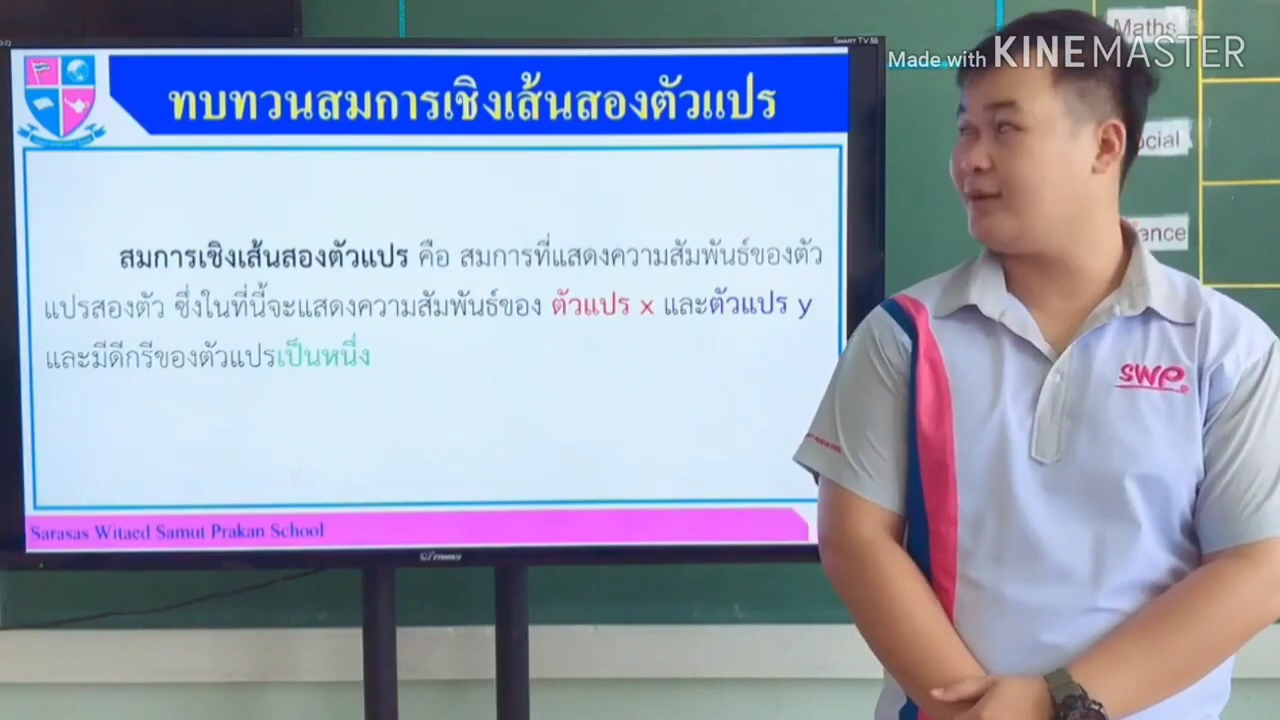 Made with KINEMASTER
SMART TV 55
Maths
ทบทวนสมการเชิงเส้นสองตัวแปร
ocial
ience
สมการเชิงเส้นสองตัวแปร คือ สมการที่แสดงความสัมพันธ์ของตัว
แปรสองตัว ซึ่งในที่นี้จะแสดงความสัมพันธ์ของ ตัวแปร x และตัวแปร y
และมีดีกรีของตัวแปรเป็นหนึ่ง
SWP
Sarasas Witaed Samut Prakan School